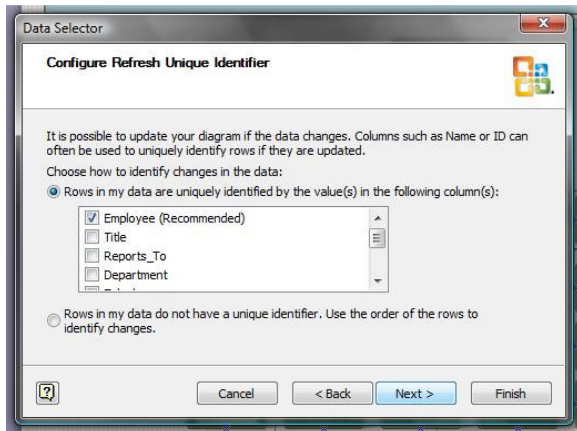 Data Selector
Configure Refresh Unique Identifier
It is possible to update your diagram if the data changes. Columns such as Name or ID can
often be used to uniquely identify rows if they are updated.
Choose how to identify changes in the data:
Rows in my data are uniquely identified by the value(s) in the following column(s):
Employee (Recommended)
Title
Reports_To
Department
Rows in my data do not have a unique identifier. Use the order of the rows to
identify changes.
? Cancel < Back Next > Finish